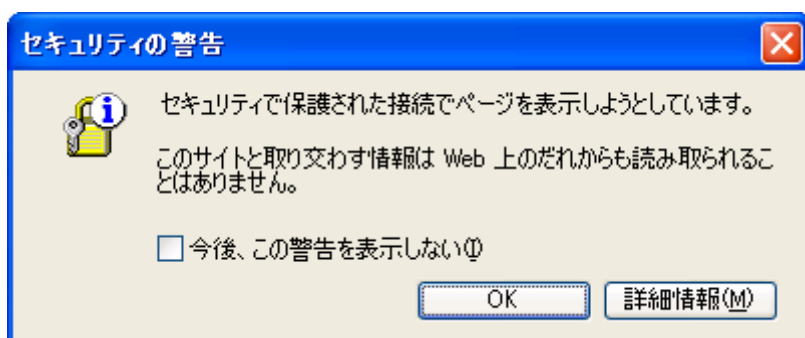 セキュリティの警告
セキュリティで保護された接続でページを表示しようとしています。
このサイトと取り交わす情報は Web 上のだれからも読み取られるこ
とはありません。
今後、この警告を表示しない(I)
OK 詳細情報(M)